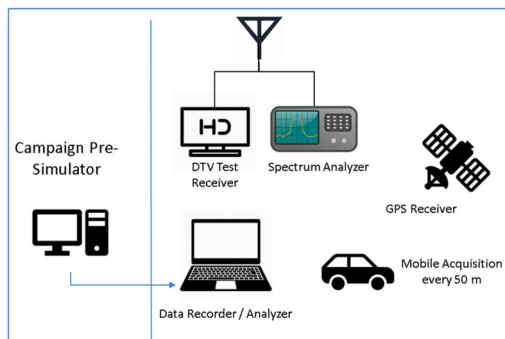 Campaign Pre-
Simulator
HD
DTV Test
Receiver
Spectrum Analyzer
GPS Receiver
Data Recorder / Analyzer
Mobile Acquisition
every 50 m